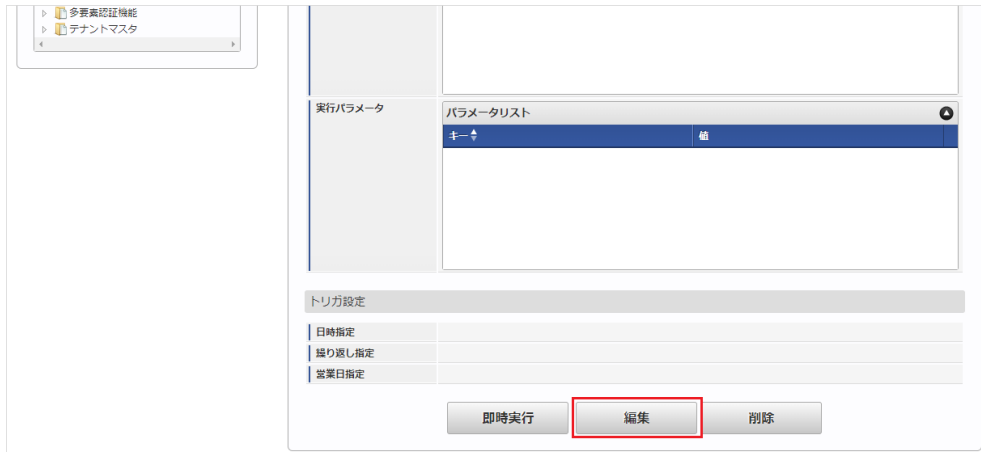 多要素認証機能
テナントマスタ
実行パラメータ
パラメータリスト
キー
値
トリガ設定
日時指定
繰り返し指定
営業日指定
即時実行
編集
削除